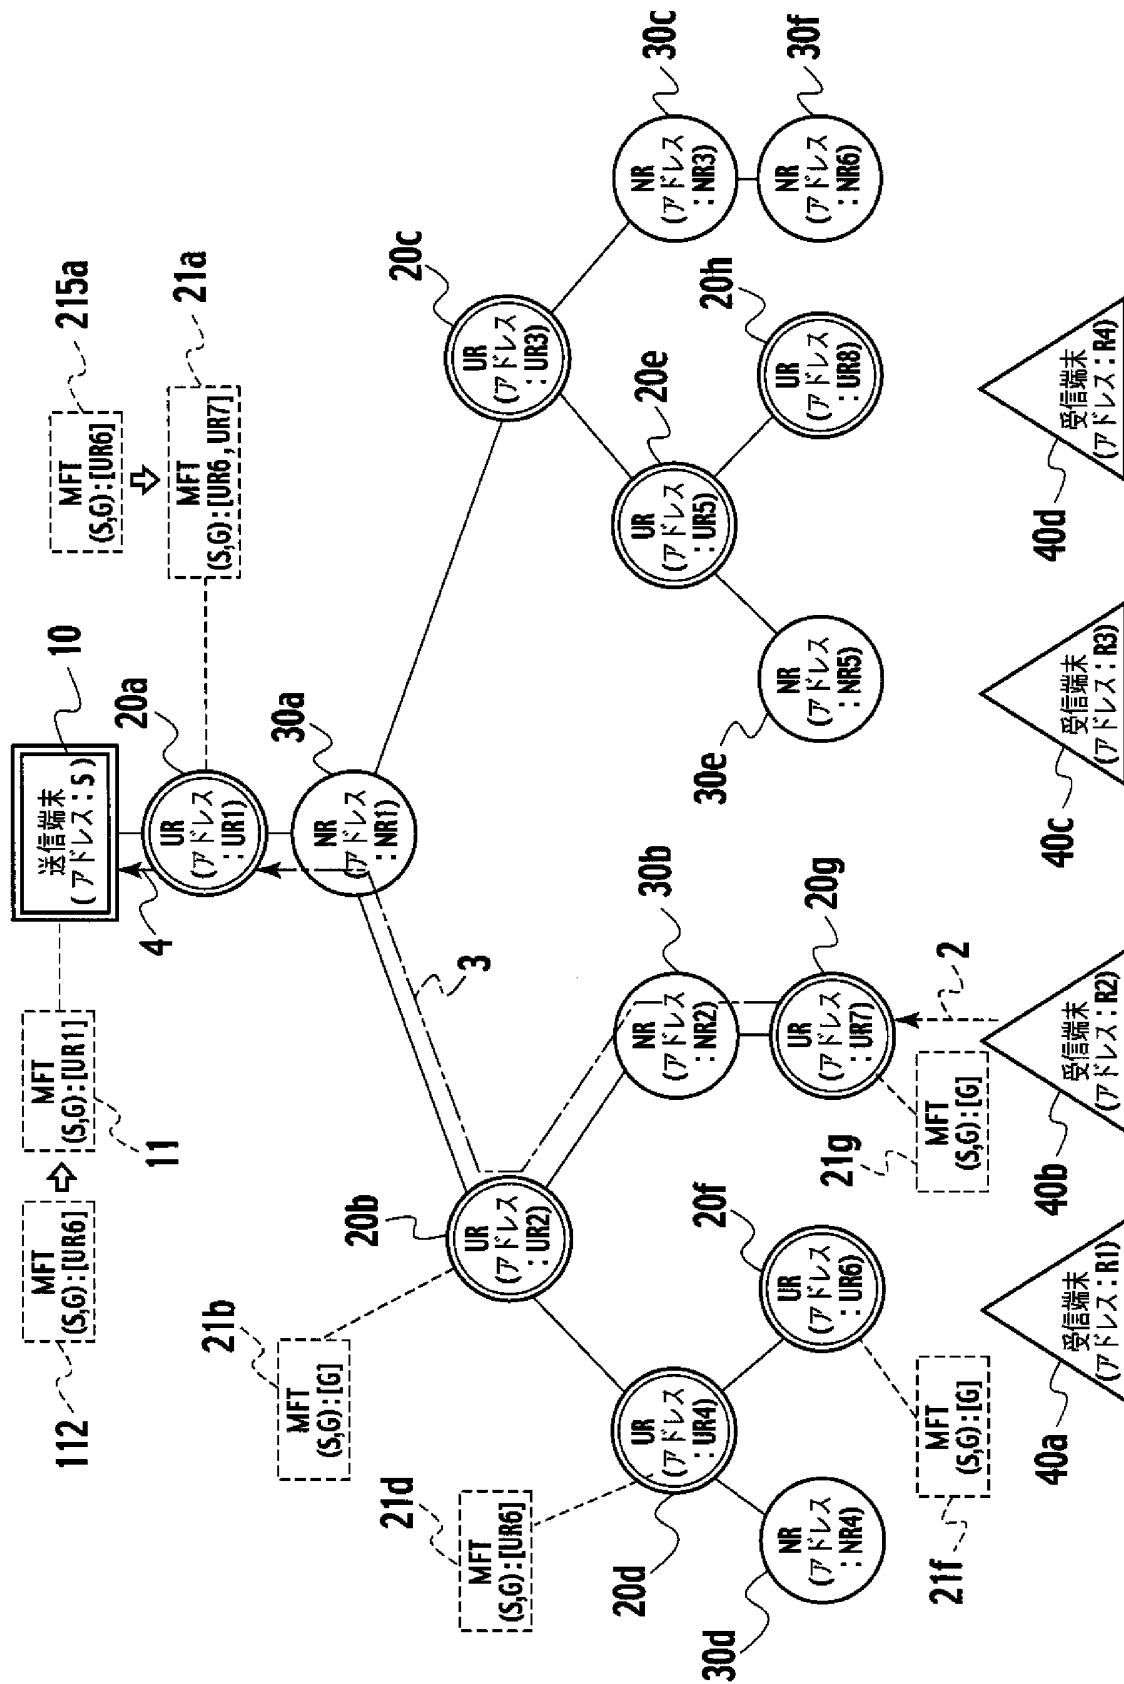 112
MFT
(S,G):[UR6]
⇨
11
MFT
(S,G):[UR1]
送信端末
(アドレス:S)
10
4
MFT
(S,G):[UR6]
215a
⇩
MFT
(S,G):[UR6,UR7]
21a
UR
(アドレス
:UR1)
20a
NR
(アドレス
:NR1)
30a
21b
MFT
(S,G):[G]
3
UR
(アドレス
:UR2)
20b
UR
(アドレス
:UR3)
20c
21d
MFT
(S,G):[UR6]
UR
(アドレス
:UR4)
20d
NR
(アドレス
:NR2)
30b
UR
(アドレス
:UR5)
20e
NR
(アドレス
:NR3)
30c
NR
(アドレス
:NR4)
30d
UR
(アドレス
:UR6)
20f
UR
(アドレス
:UR7)
20g
NR
(アドレス
:NR5)
30e
UR
(アドレス
:UR8)
20h
NR
(アドレス
:NR6)
30f
21f
MFT
(S,G):[G]
21g
MFT
(S,G):[G]
2
40a
受信端末
(アドレス:R1)
40b
受信端末
(アドレス:R2)
40c
受信端末
(アドレス:R3)
40d
受信端末
(アドレス:R4)